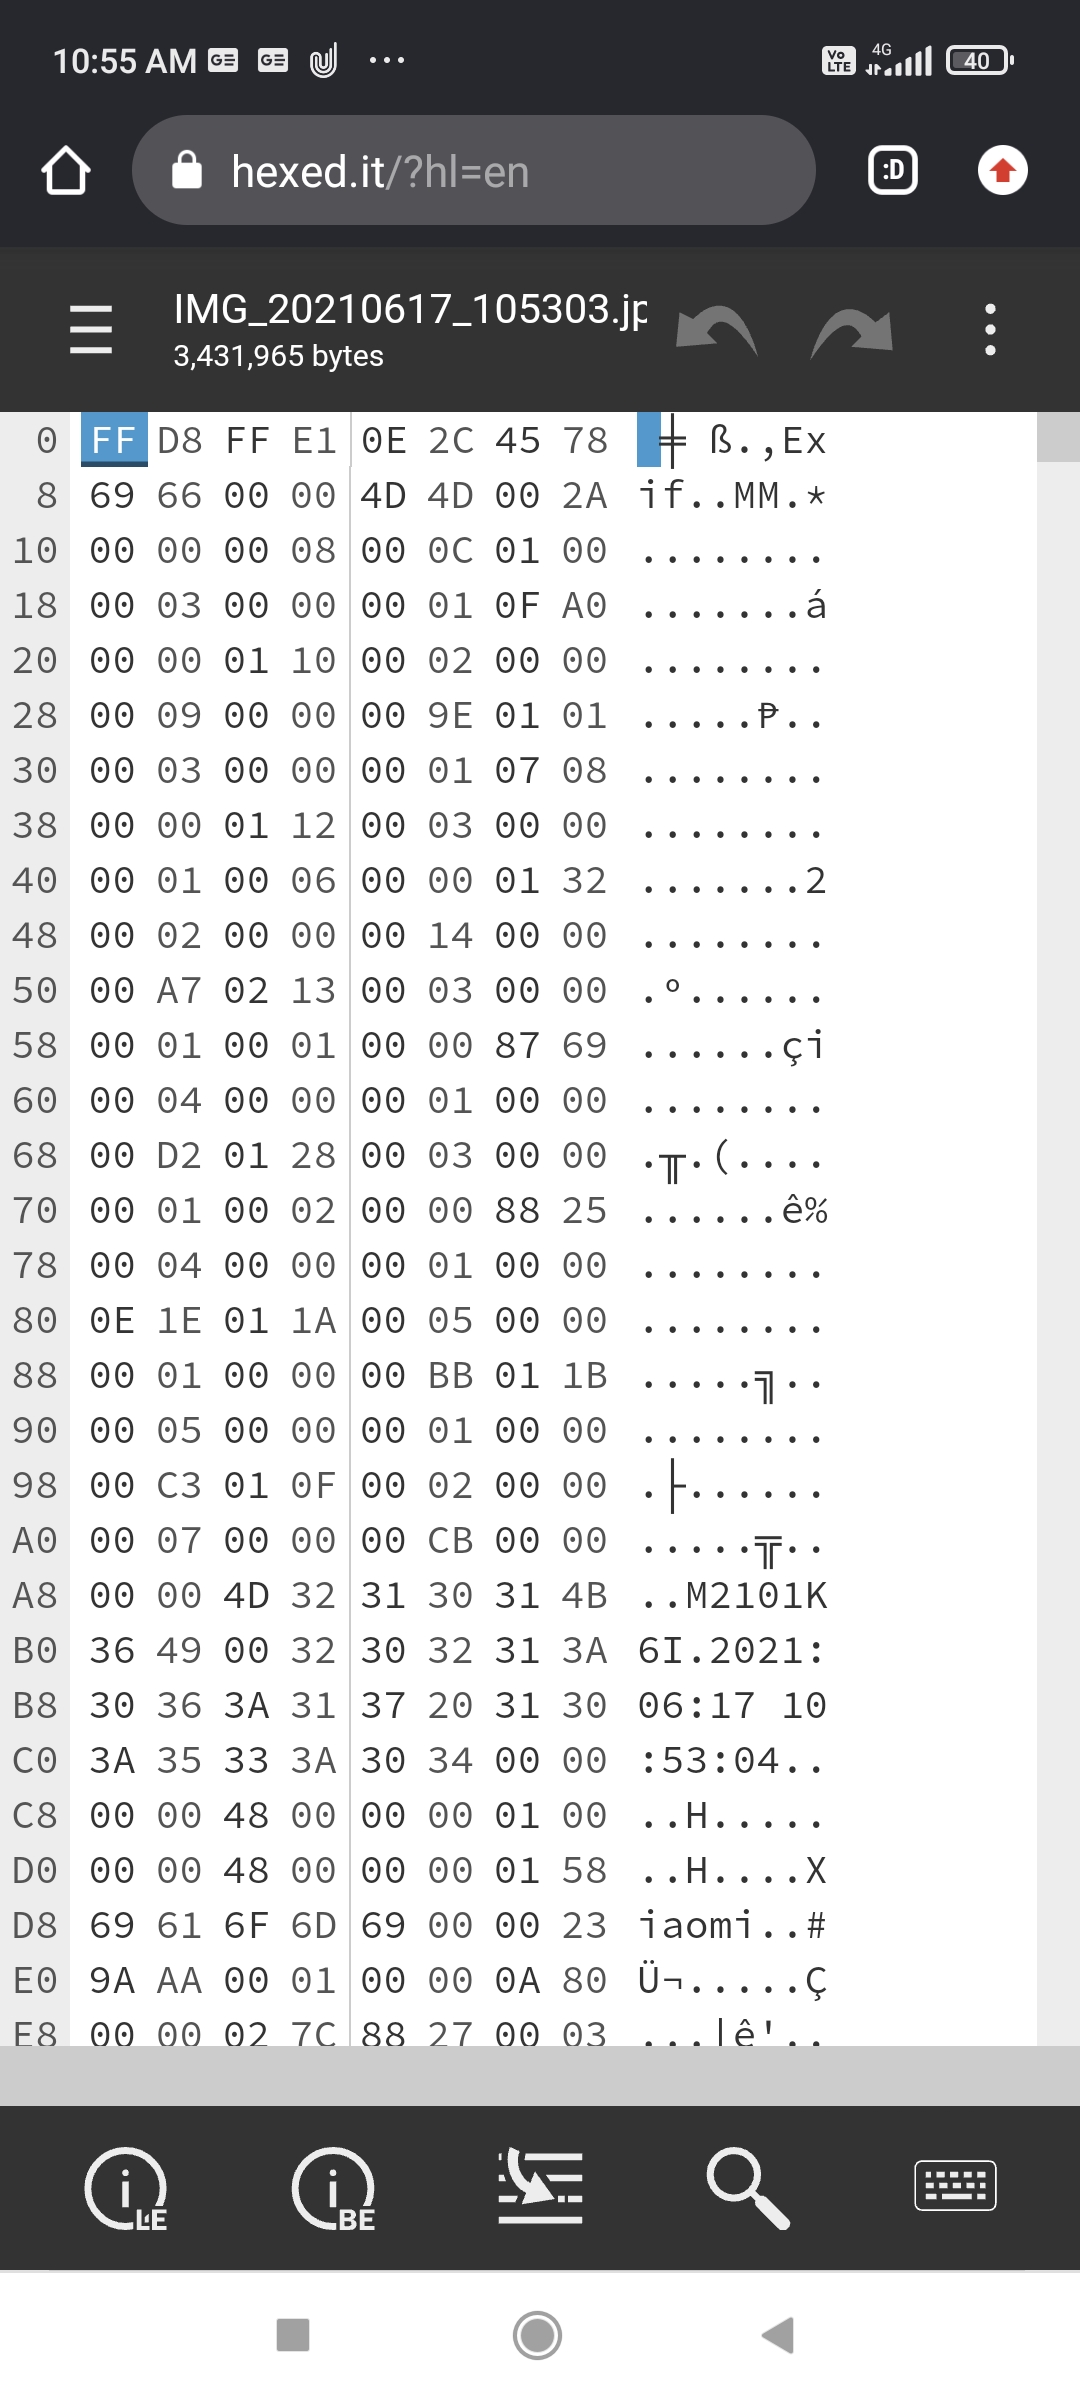 10:55 AM
Vo LTE 4G 40
hexed.it/?hl=en :D
IMG_20210617_105303.jp
3,431,965 bytes
0 FF D8 FF E1 0E 2C 45 78 ╪ ß.,Ex
8 69 66 00 00 4D 4D 00 2A if..MM.*
10 00 00 00 08 00 0C 01 00 ........
18 00 03 00 00 00 01 0F A0 .......á
20 00 00 01 10 00 02 00 00 ........
28 00 09 00 00 00 9E 01 01 .....₧..
30 00 03 00 00 00 01 07 08 ........
38 00 00 01 12 00 03 00 00 ........
40 00 01 00 06 00 00 01 32 .......2
48 00 02 00 00 00 14 00 00 ........
50 00 A7 02 13 00 03 00 00 .º......
58 00 01 00 01 00 00 87 69 ......çi
60 00 04 00 00 00 01 00 00 ........
68 00 D2 01 28 00 03 00 00 .╥.(....
70 00 01 00 02 00 00 88 25 ......ê%
78 00 04 00 00 00 01 00 00 ........
80 0E 1E 01 1A 00 05 00 00 ........
88 00 01 00 00 00 BB 01 1B .....╗..
90 00 05 00 00 00 01 00 00 ........
98 00 C3 01 0F 00 02 00 00 .├......
A0 00 07 00 00 00 CB 00 00 .....╦..
A8 00 00 4D 32 31 30 31 4B ..M2101K
B0 36 49 00 32 30 32 31 3A 6I.2021:
B8 30 36 3A 31 37 20 31 30 06:17 10
C0 3A 35 33 3A 30 34 00 00 :53:04..
C8 00 00 48 00 00 00 01 00 ..H.....
D0 00 00 48 00 00 00 01 58 ..H....X
D8 69 61 6F 6D 69 00 00 23 iaomi..#
E0 9A AA 00 01 00 00 0A 80 Ü¬.....Ç
E8 00 00 02 7C 88 27 00 03 ...|ê'..
i LE i BE